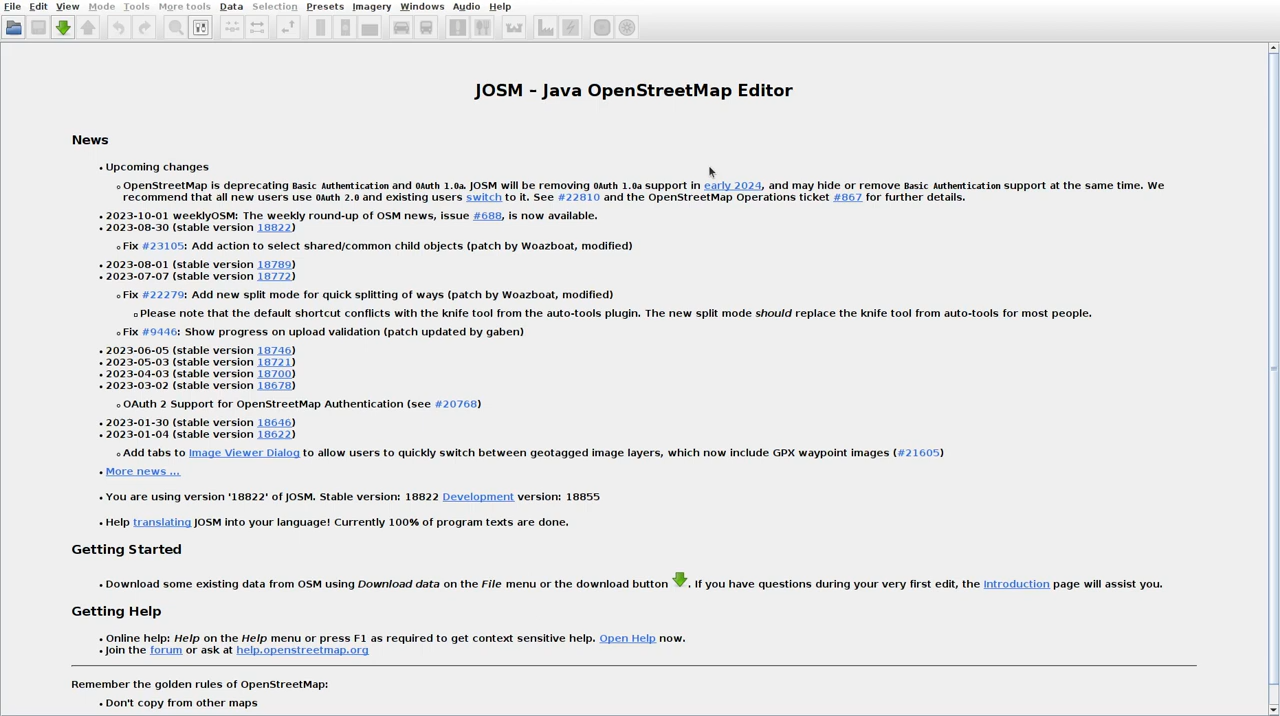 File Edit View Mode Tools More tools Data Selection Presets Imagery Windows Audio Help
JOSM – Java OpenStreetMap Editor
News
Upcoming changes
OpenStreetMap is deprecating Basic Authentication and OAuth 1.0a. JOSM will be removing OAuth 1.0a support in early 2024, and may hide or remove Basic Authentication support at the same time. We
recommend that all new users use OAuth 2.0 and existing users switch to it. See #22810 and the OpenStreetMap Operations ticket #867 for further details.
2023-10-01 weeklyOSM: The weekly round-up of OSM news, issue #688, is now available.
2023-08-30 (stable version 18822)
Fix #23105: Add action to select shared/common child objects (patch by Woazboat, modified)
2023-08-01 (stable version 18789)
2023-07-07 (stable version 18772)
Fix #22279: Add new split mode for quick splitting of ways (patch by Woazboat, modified)
Please note that the default shortcut conflicts with the knife tool from the auto-tools plugin. The new split mode should replace the knife tool from auto-tools for most people.
Fix #9446: Show progress on upload validation (patch updated by gaben)
2023-06-05 (stable version 18746)
2023-05-03 (stable version 18721)
2023-04-03 (stable version 18700)
2023-03-02 (stable version 18678)
OAuth 2 Support for OpenStreetMap Authentication (see #20768)
2023-01-30 (stable version 18646)
2023-01-04 (stable version 18622)
Add tabs to Image Viewer Dialog to allow users to quickly switch between geotagged image layers, which now include GPX waypoint images (#21605)
More news ...
You are using version '18822' of JOSM. Stable version: 18822 Development version: 18855
Help translating JOSM into your language! Currently 100% of program texts are done.
Getting Started
Download some existing data from OSM using Download data on the File menu or the download button . If you have questions during your very first edit, the Introduction page will assist you.
Getting Help
Online help: Help on the Help menu or press F1 as required to get context sensitive help. Open Help now.
Join the forum or ask at help.openstreetmap.org
Remember the golden rules of OpenStreetMap:
Don't copy from other maps